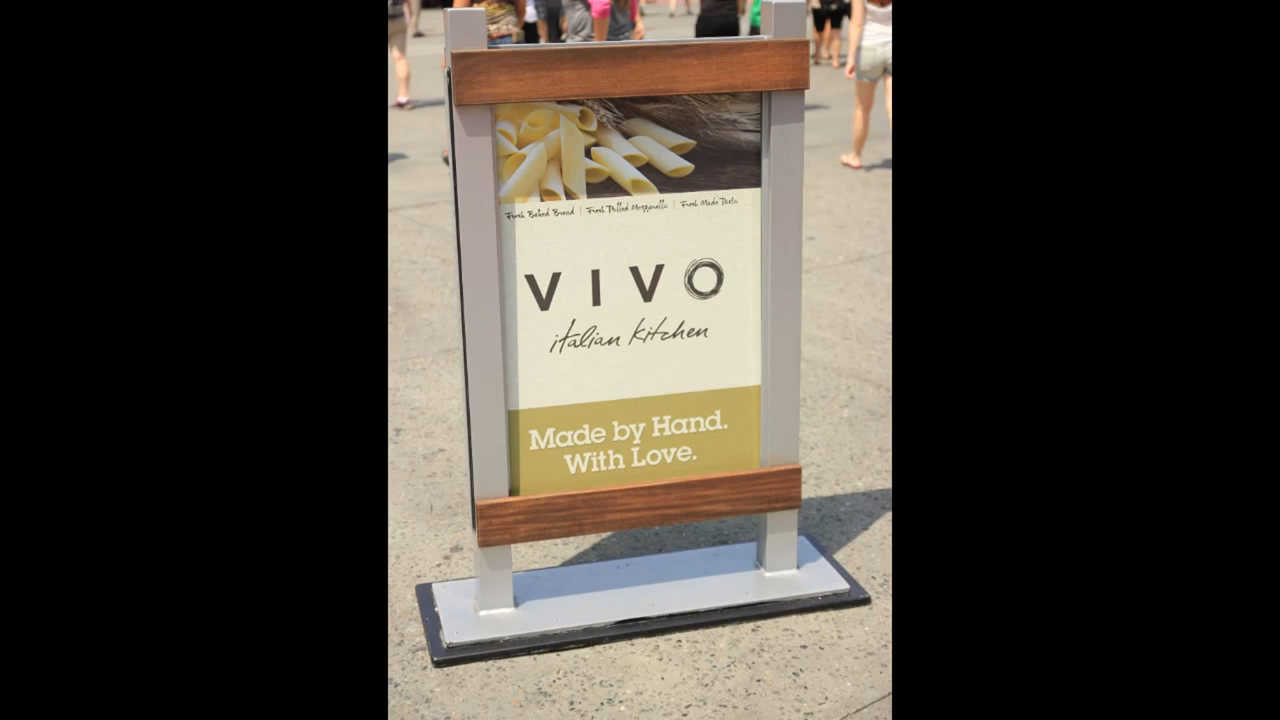 Fresh Baked Bread | Fresh Pulled Mozzarella | Fresh Made Pasta
VIVO
italian kitchen
Made by Hand.
With Love.